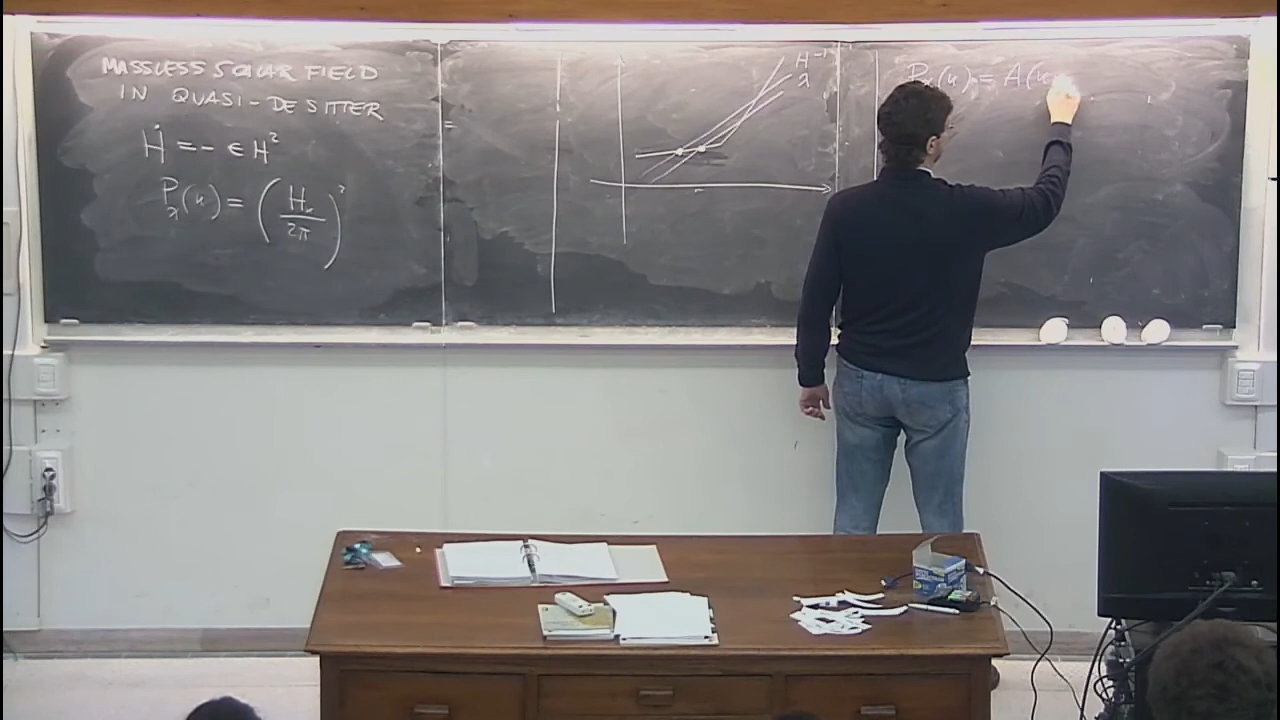 MASSLESS SCALAR FIELD
IN QUASI-DE SITTER
Ḣ = - ϵ H²
P_λ(k) = (H_k / 2π)²
=
H⁻¹
λ
P_λ(k) = A(k